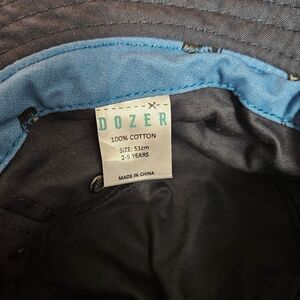 DOZER
100% COTTON
SIZE: 51cm
2-5 YEARS
MADE IN CHINA